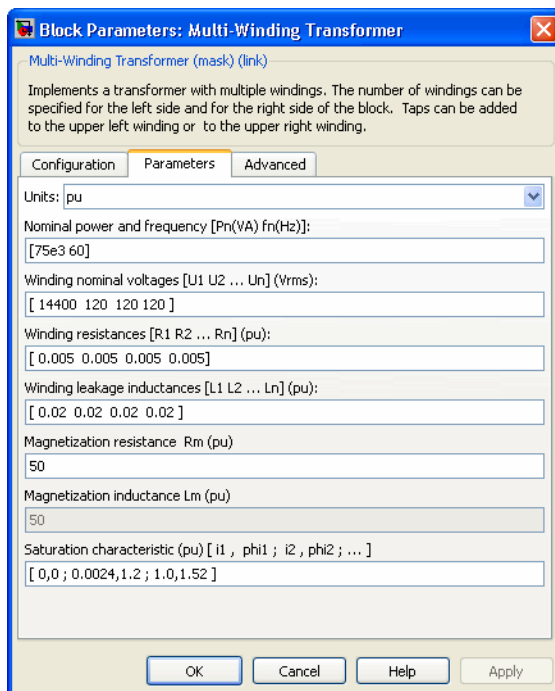 Block Parameters: Multi-Winding Transformer
Multi-Winding Transformer (mask) (link)
Implements a transformer with multiple windings. The number of windings can be
specified for the left side and for the right side of the block.  Taps can be added
to the upper left winding or  to the upper right winding.
Configuration Parameters Advanced
Units: pu
Nominal power and frequency [Pn(VA) fn(Hz)]:
[75e3 60]
Winding nominal voltages [U1 U2 ... Un] (Vrms):
[ 14400  120  120 120 ]
Winding resistances [R1 R2 ... Rn] (pu):
[ 0.005  0.005  0.005  0.005]
Winding leakage inductances [L1 L2 ... Ln] (pu):
[ 0.02  0.02  0.02  0.02 ]
Magnetization resistance  Rm (pu)
50
Magnetization inductance Lm (pu)
50
Saturation characteristic (pu) [ i1 ,  phi1 ;  i2 , phi2 ; ... ]
[ 0,0 ; 0.0024,1.2 ; 1.0,1.52 ]
OK Cancel Help Apply